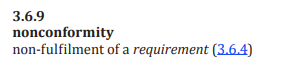 3.6.9
nonconformity
non-fulfilment of a requirement (3.6.4)